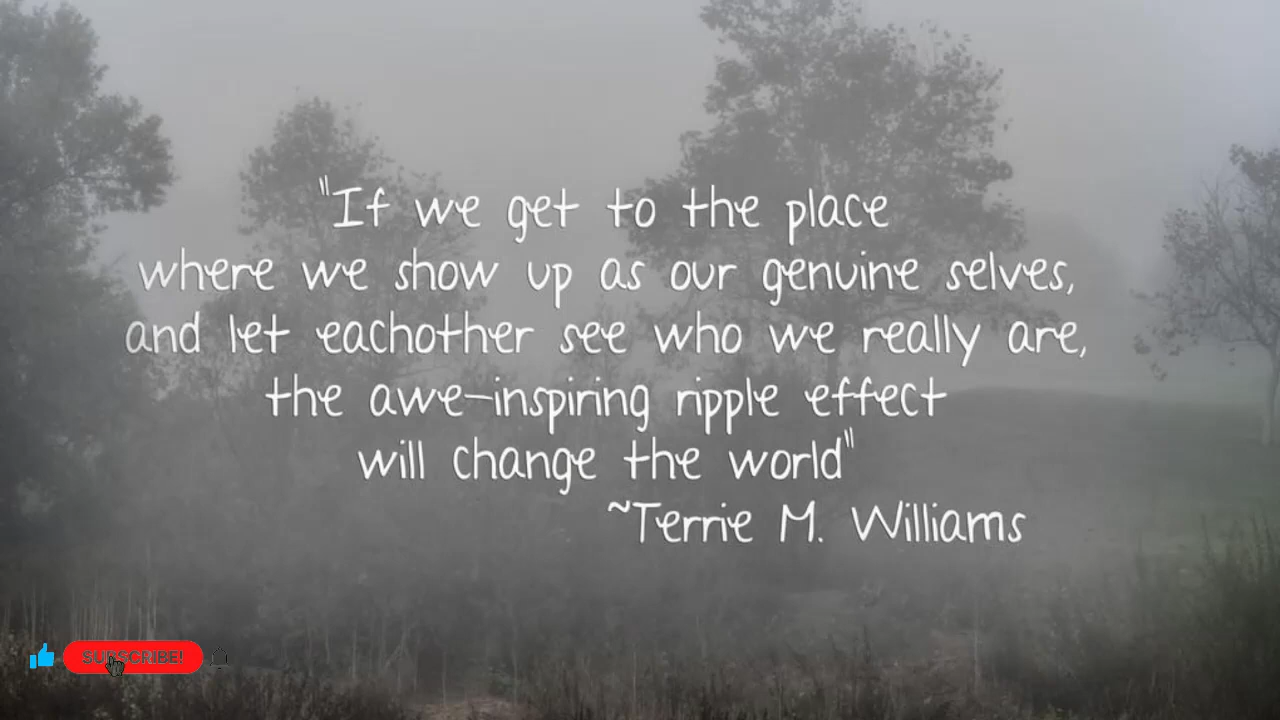 "If we get to the place
where we show up as our genuine selves,
and let eachother see who we really are,
the awe-inspiring ripple effect
will change the world"
~Terrie M. Williams
SUBSCRIBE!